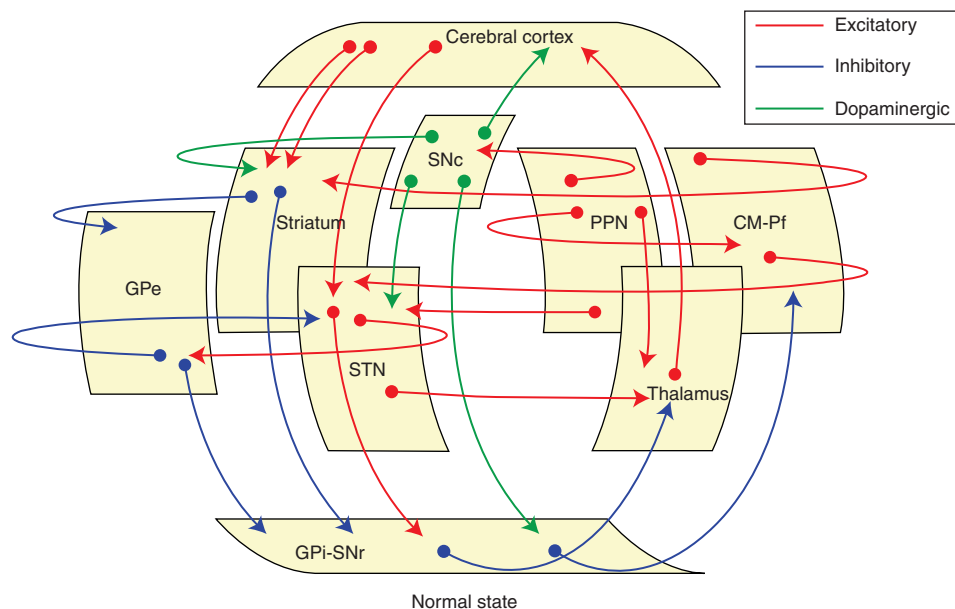 Cerebral cortex
Excitatory
Inhibitory
Dopaminergic
SNc
Striatum
PPN
CM-Pf
GPe
STN
Thalamus
GPi-SNr
Normal state